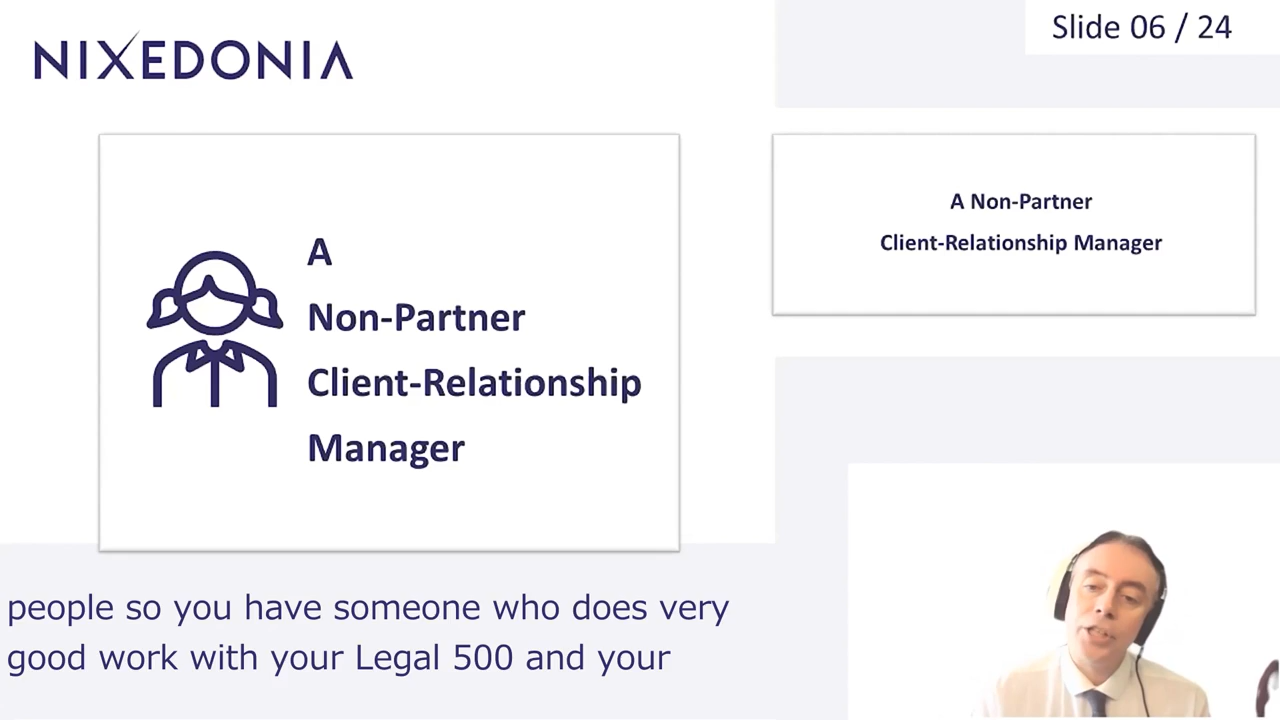 NIXEDONIA
Slide 06 / 24
A
Non-Partner
Client-Relationship
Manager
A Non-Partner
Client-Relationship Manager
people so you have someone who does very
good work with your Legal 500 and your